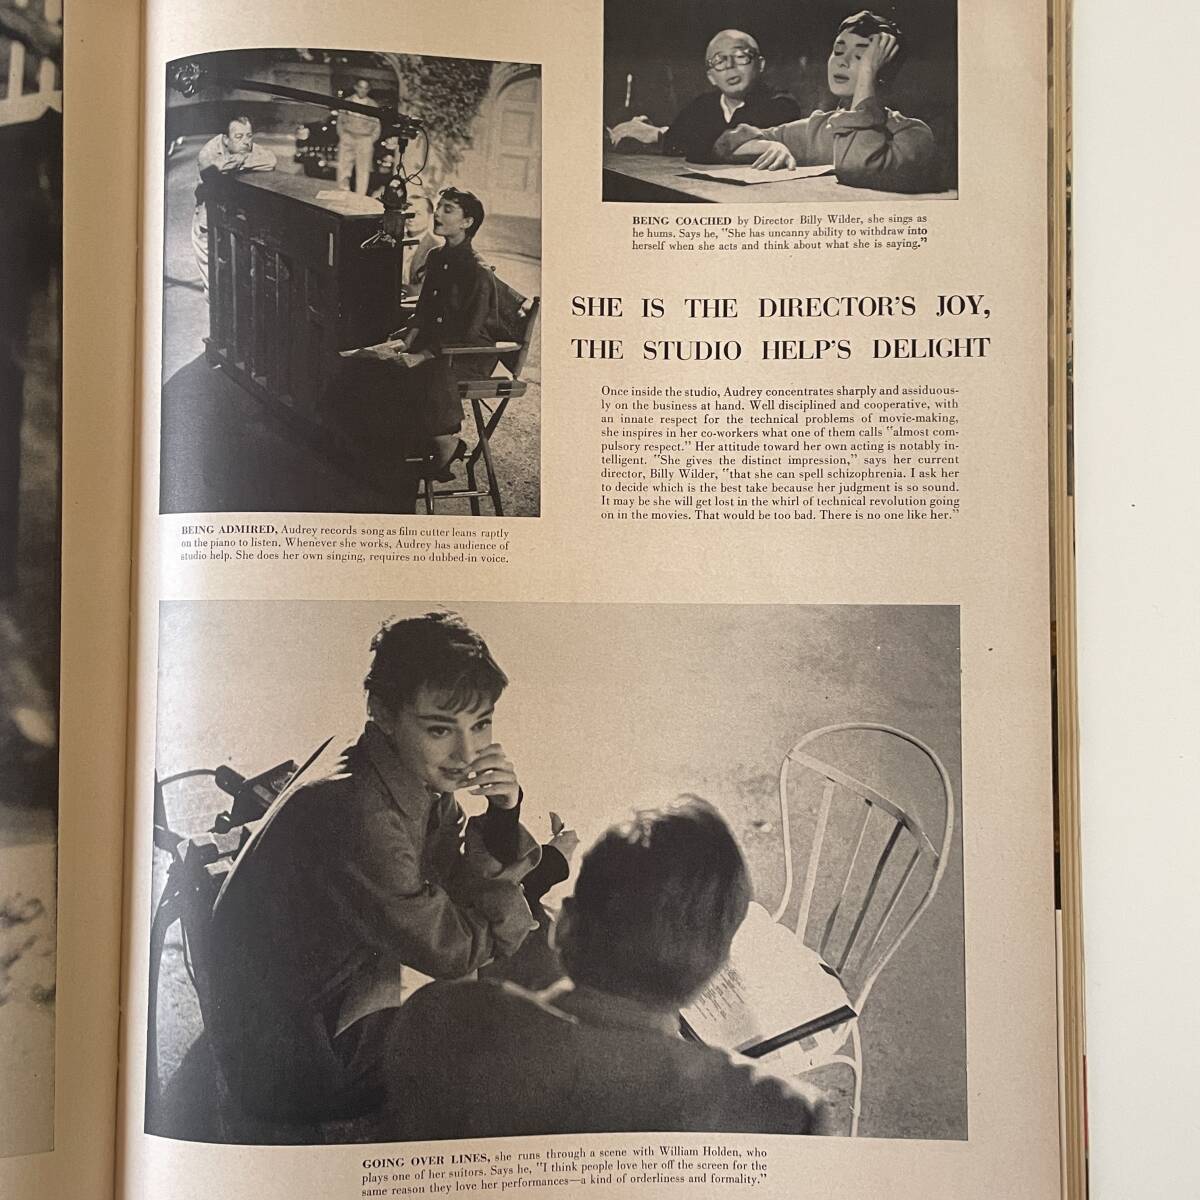 BEING COACHED by Director Billy Wilder, she sings as
he hums. Says he, "She has uncanny ability to withdraw into
herself when she acts and think about what she is saying."
SHE IS THE DIRECTOR'S JOY,
THE STUDIO HELP'S DELIGHT
Once inside the studio, Audrey concentrates sharply and assiduous-
ly on the business at hand. Well disciplined and cooperative, with
an innate respect for the technical problems of movie-making,
she inspires in her co-workers what one of them calls "almost com-
pulsory respect." Her attitude toward her own acting is notably in-
telligent. "She gives the distinct impression," says her current
director, Billy Wilder, "that she can spell schizophrenia. I ask her
to decide which is the best take because her judgment is so sound.
It may be she will get lost in the whirl of technical revolution going
on in the movies. That would be too bad. There is no one like her."
BEING ADMIRED, Audrey records song as film cutter leans raptly
on the piano to listen. Whenever she works, Audrey has audience of
studio help. She does her own singing, requires no dubbed-in voice.
GOING OVER LINES, she runs through a scene with William Holden, who
plays one of her suitors. Says he, "I think people love her off the screen for the
same reason they love her performances—a kind of orderliness and formality."